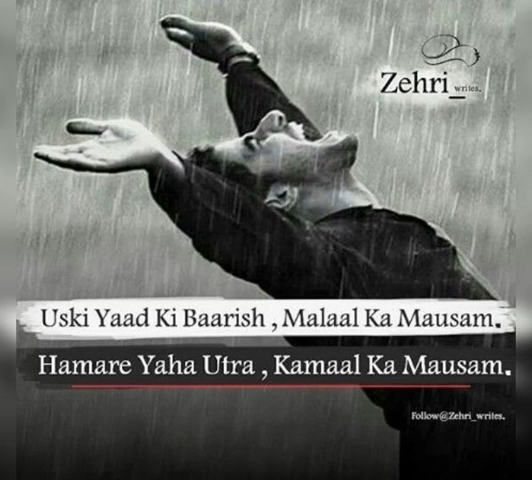 Zehri_writes.
Uski Yaad Ki Baarish , Malaal Ka Mausam.
Hamare Yaha Utra , Kamaal Ka Mausam.
Follow@Zehri_writes.